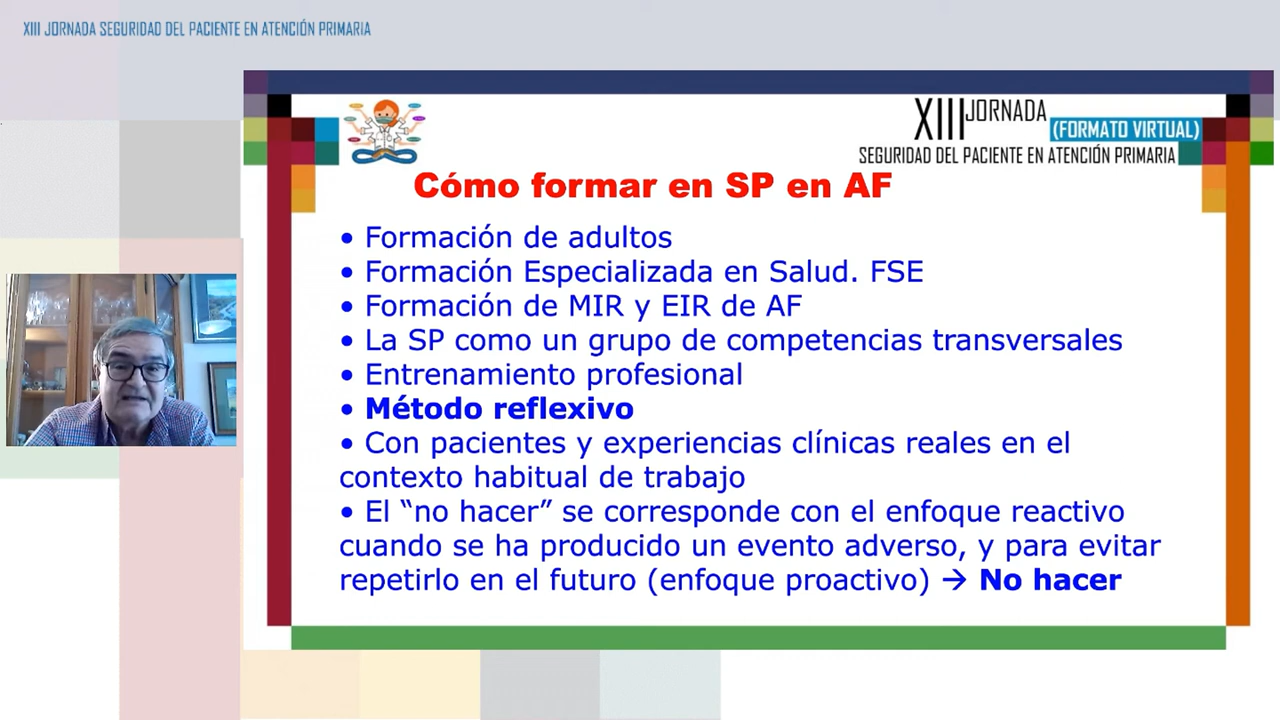 XIII JORNADA SEGURIDAD DEL PACIENTE EN ATENCIÓN PRIMARIA
XIII JORNADA
(FORMATO VIRTUAL)
SEGURIDAD DEL PACIENTE EN ATENCIÓN PRIMARIA
Cómo formar en SP en AF
• Formación de adultos
• Formación Especializada en Salud. FSE
• Formación de MIR y EIR de AF
• La SP como un grupo de competencias transversales
• Entrenamiento profesional
• Método reflexivo
• Con pacientes y experiencias clínicas reales en el
contexto habitual de trabajo
• El “no hacer” se corresponde con el enfoque reactivo
cuando se ha producido un evento adverso, y para evitar
repetirlo en el futuro (enfoque proactivo) → No hacer